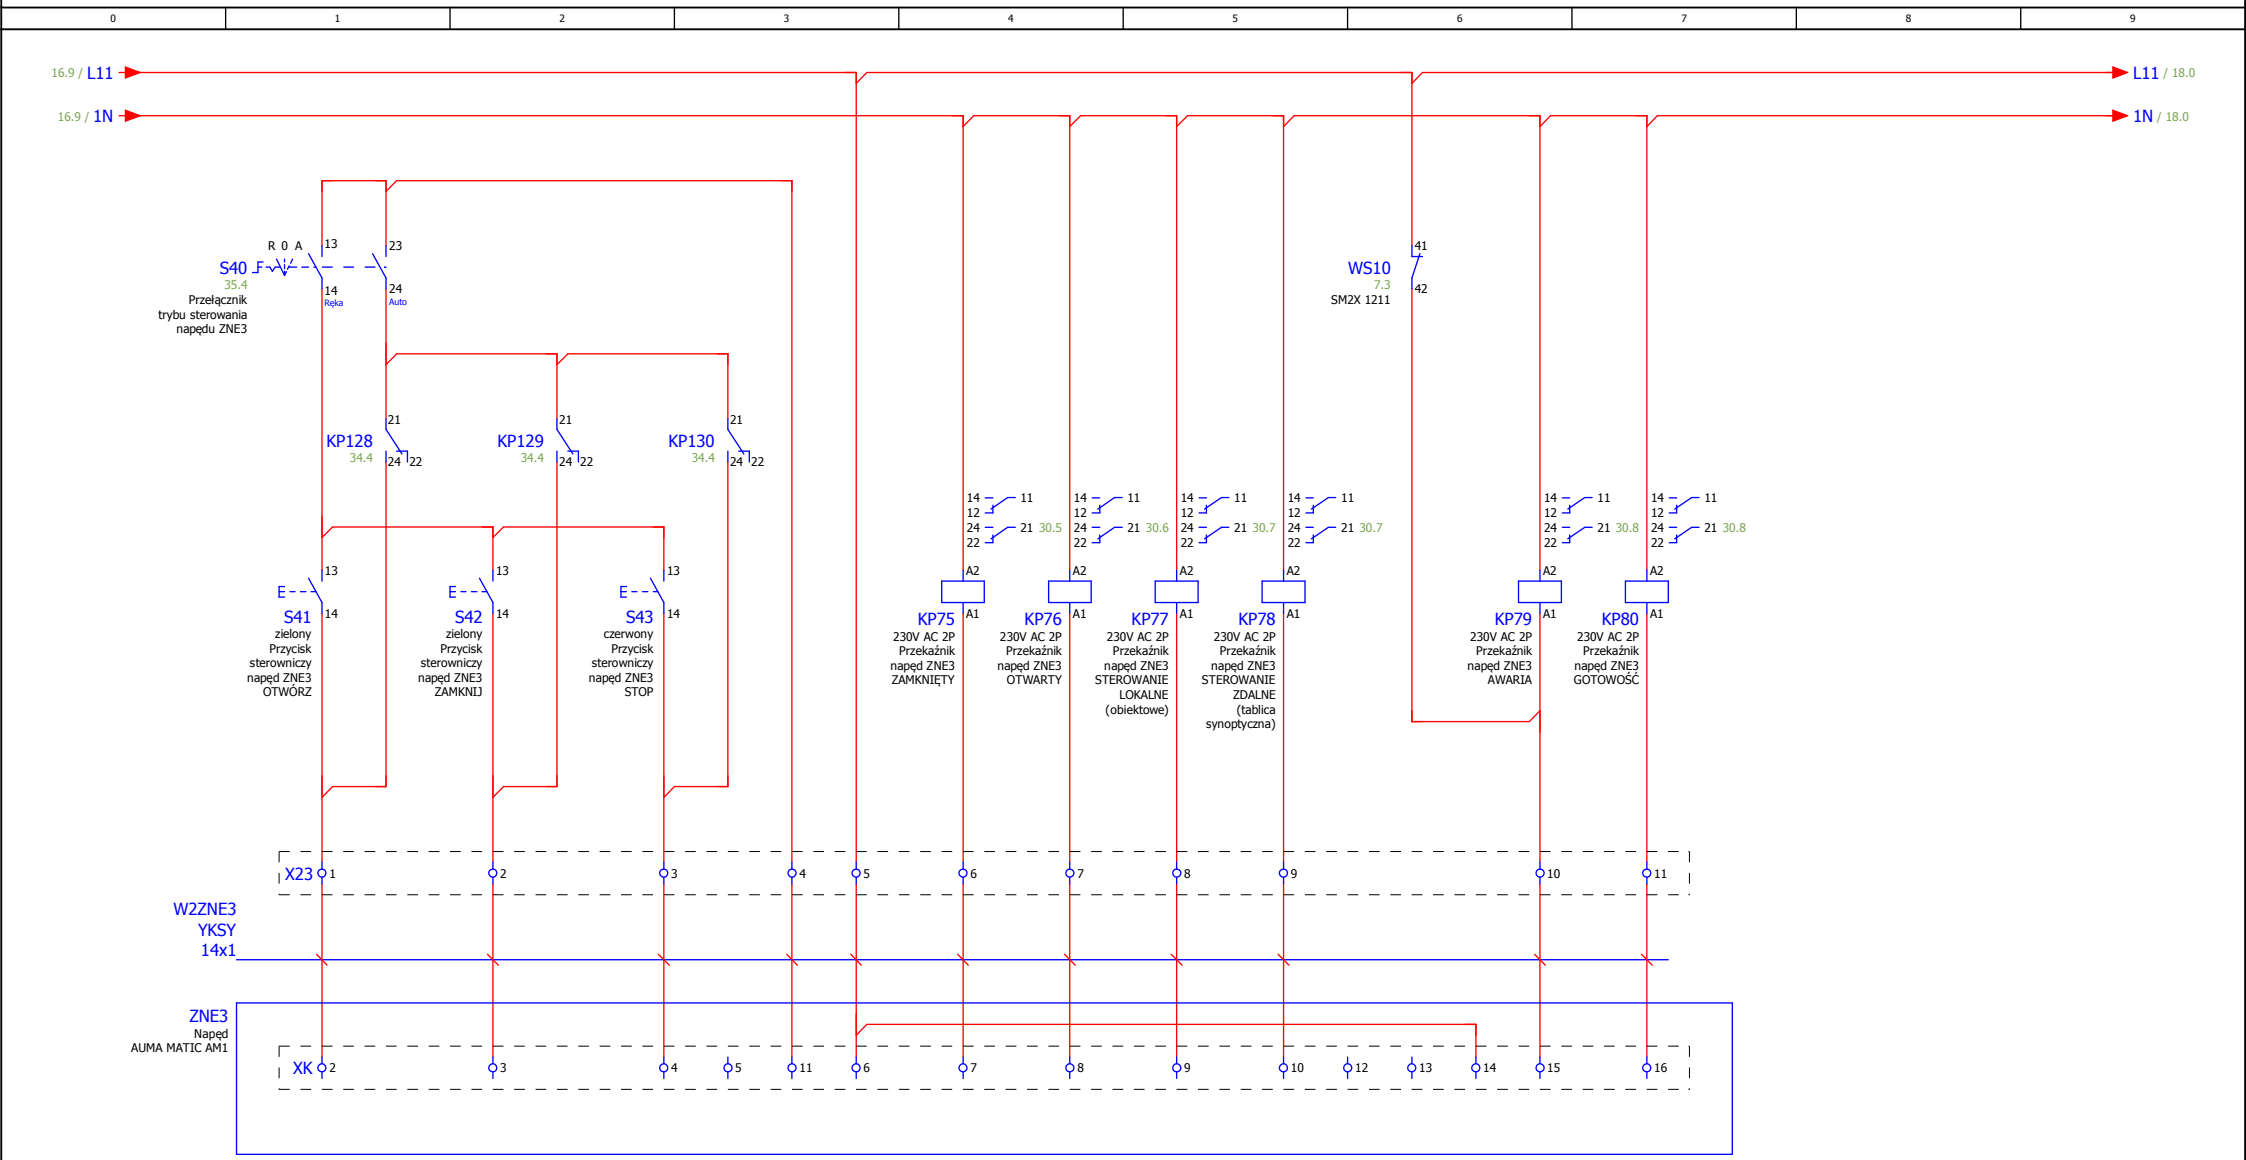 0 1 2 3 4 5 6 7 8 9
16.9 / L11
L11 / 18.0
16.9 / 1N
1N / 18.0
R 0 A
13
14
Ręka
23
24
Auto
S40
35.4
Przełącznik
trybu sterowania
napędu ZNE3
41
42
WS10
7.3
SM2X 1211
21
24 22
KP128
34.4
21
24 22
KP129
34.4
21
24 22
KP130
34.4
13
14
E
S41
zielony
Przycisk
sterowniczy
napęd ZNE3
OTWÓRZ
13
14
E
S42
zielony
Przycisk
sterowniczy
napęd ZNE3
ZAMKNIJ
13
14
E
S43
czerwony
Przycisk
sterowniczy
napęd ZNE3
STOP
14 11
12
24 21 30.5
22
A2
A1
KP75
230V AC 2P
Przekaźnik
napęd ZNE3
ZAMKNIĘTY
14 11
12
24 21 30.6
22
A2
A1
KP76
230V AC 2P
Przekaźnik
napęd ZNE3
OTWARTY
14 11
12
24 21 30.7
22
A2
A1
KP77
230V AC 2P
Przekaźnik
napęd ZNE3
STEROWANIE
LOKALNE
(obiektowe)
14 11
12
24 21 30.7
22
A2
A1
KP78
230V AC 2P
Przekaźnik
napęd ZNE3
STEROWANIE
ZDALNE
(tablica
synoptyczna)
14 11
12
24 21 30.8
22
A2
A1
KP79
230V AC 2P
Przekaźnik
napęd ZNE3
AWARIA
14 11
12
24 21 30.8
22
A2
A1
KP80
230V AC 2P
Przekaźnik
napęd ZNE3
GOTOWOŚĆ
X23 1 2 3 4 5 6 7 8 9 10 11
W2ZNE3
YKSY
14x1
ZNE3
Napęd
AUMA MATIC AM1
XK 2 3 4 5 11 6 7 8 9 10 12 13 14 15 16